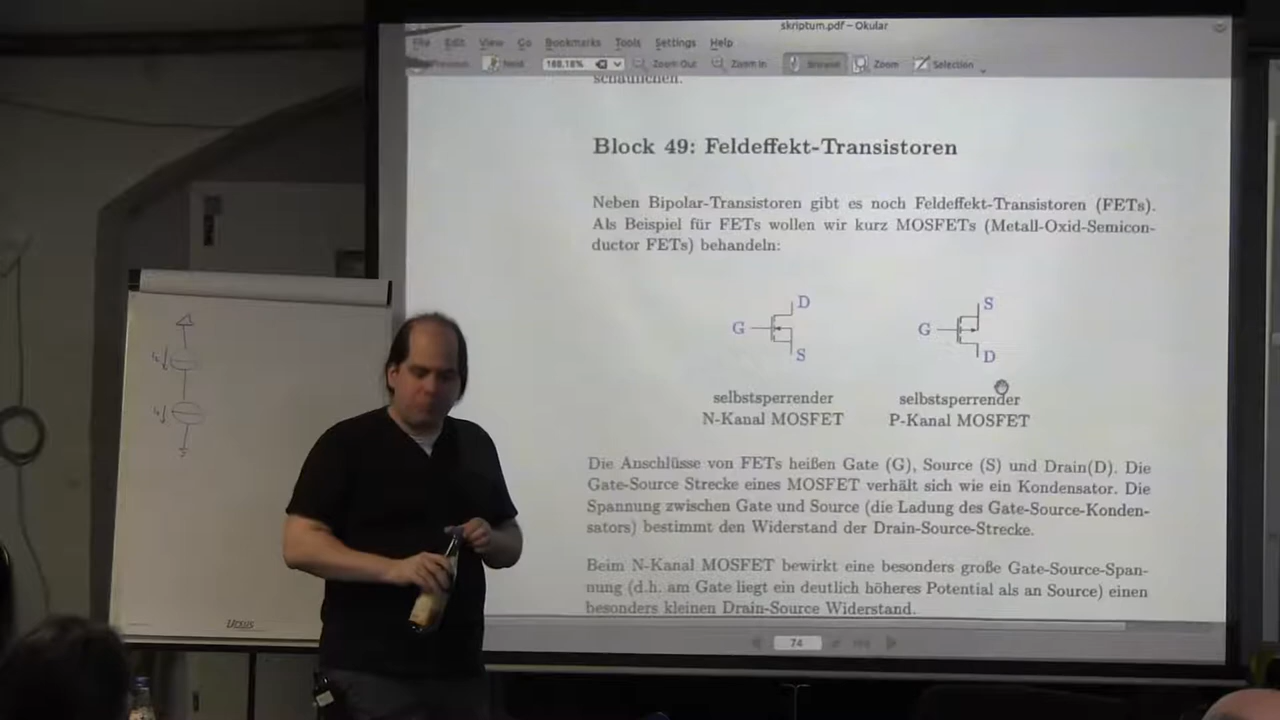 skriptum.pdf – Okular
File Edit View Go Bookmarks Tools Settings Help
Previous Next 188,18% Zoom Out Zoom In Browse Zoom Selection
schaulichen.
Block 49: Feldeffekt-Transistoren
Neben Bipolar-Transistoren gibt es noch Feldeffekt-Transistoren (FETs).
Als Beispiel für FETs wollen wir kurz MOSFETs (Metall-Oxid-Semicon-
ductor FETs) behandeln:
D
G
S
S
G
D
selbstsperrender
N-Kanal MOSFET
selbstsperrender
P-Kanal MOSFET
Die Anschlüsse von FETs heißen Gate (G), Source (S) und Drain(D). Die
Gate-Source Strecke eines MOSFET verhält sich wie ein Kondensator. Die
Spannung zwischen Gate und Source (die Ladung des Gate-Source-Konden-
sators) bestimmt den Widerstand der Drain-Source-Strecke.
Beim N-Kanal MOSFET bewirkt eine besonders große Gate-Source-Span-
nung (d.h. am Gate liegt ein deutlich höheres Potential als an Source) einen
besonders kleinen Drain-Source Widerstand.
74